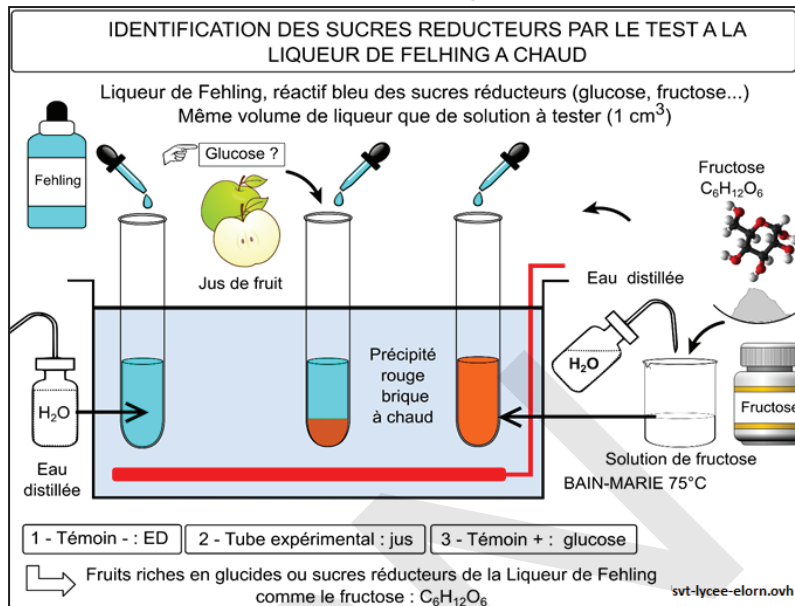 IDENTIFICATION DES SUCRES REDUCTEURS PAR LE TEST A LA
LIQUEUR DE FELHING A CHAUD
Liqueur de Fehling, réactif bleu des sucres réducteurs (glucose, fructose...)
Même volume de liqueur que de solution à tester (1 cm³)
Fehling
Glucose ?
Jus de fruit
Fructose
C₆H₁₂O₆
Eau distillée
H₂O
Précipité
rouge
brique
à chaud
H₂O
Eau
distillée
Fructose
Solution de fructose
BAIN-MARIE 75°C
1 - Témoin - : ED
2 - Tube expérimental : jus
3 - Témoin + : glucose
Fruits riches en glucides ou sucres réducteurs de la Liqueur de Fehling
comme le fructose : C₆H₁₂O₆
svt-lycee-elorn.ovh